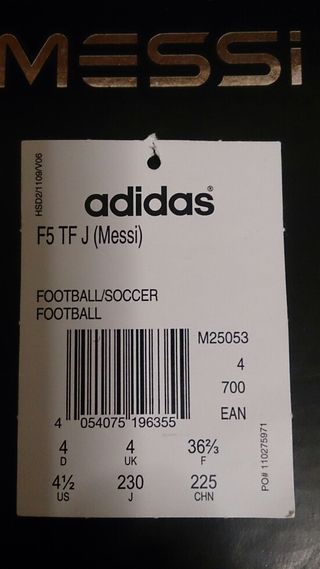 MESSi
HSD2/1109/V06
adidas®
F5 TF J (Messi)
FOOTBALL/SOCCER
FOOTBALL
M25053
4
700
EAN
4 054075 196355
4 4 36⅔
D UK F
4½ 230 225
US J CHN
PO# 110275971